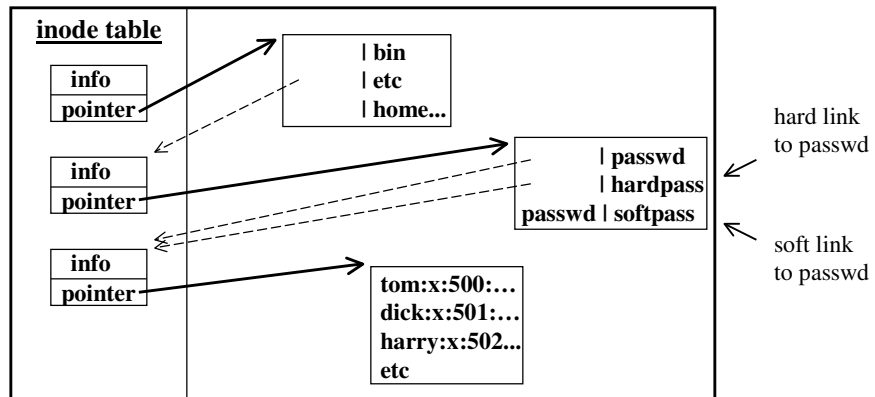 inode table
info
pointer
| bin
| etc
| home...
info
pointer
| passwd
| hardpass
passwd | softpass
hard link
to passwd
soft link
to passwd
info
pointer
tom:x:500:…
dick:x:501:…
harry:x:502...
etc